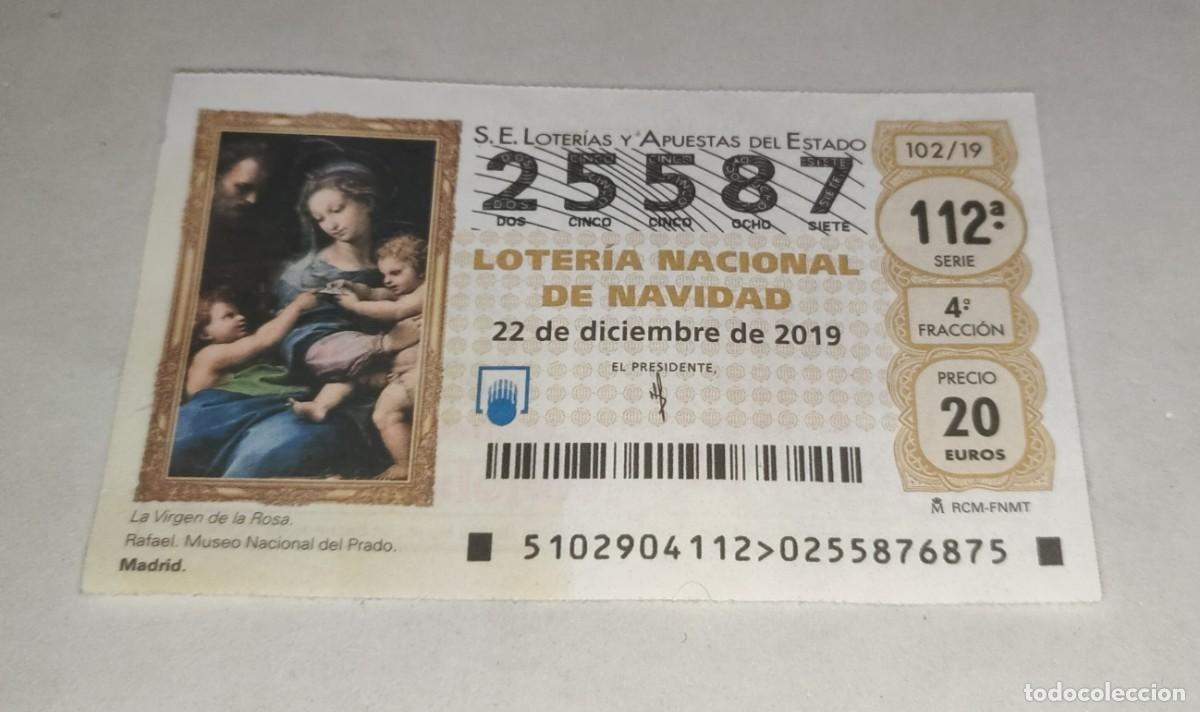 S.E. LOTERÍAS Y APUESTAS DEL ESTADO
25587
DOS CINCO CINCO OCHO SIETE
LOTERÍA NACIONAL
DE NAVIDAD
22 de diciembre de 2019
EL PRESIDENTE,
102/19
112ª
SERIE
4ª
FRACCIÓN
PRECIO
20
EUROS
M RCM-FNMT
La Virgen de la Rosa.
Rafael. Museo Nacional del Prado.
Madrid.
5102904112>0255876875
todocoleccion